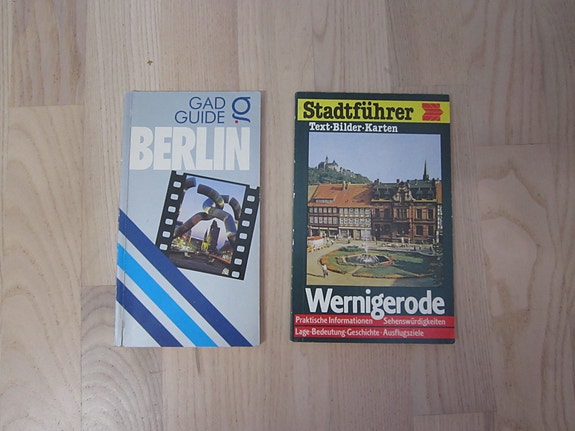 GAD
GUIDE
BERLIN
Stadtführer
Text·Bilder·Karten
Wernigerode
Praktische Informationen Sehenswürdigkeiten
Lage·Bedeutung·Geschichte·Ausflugsziele